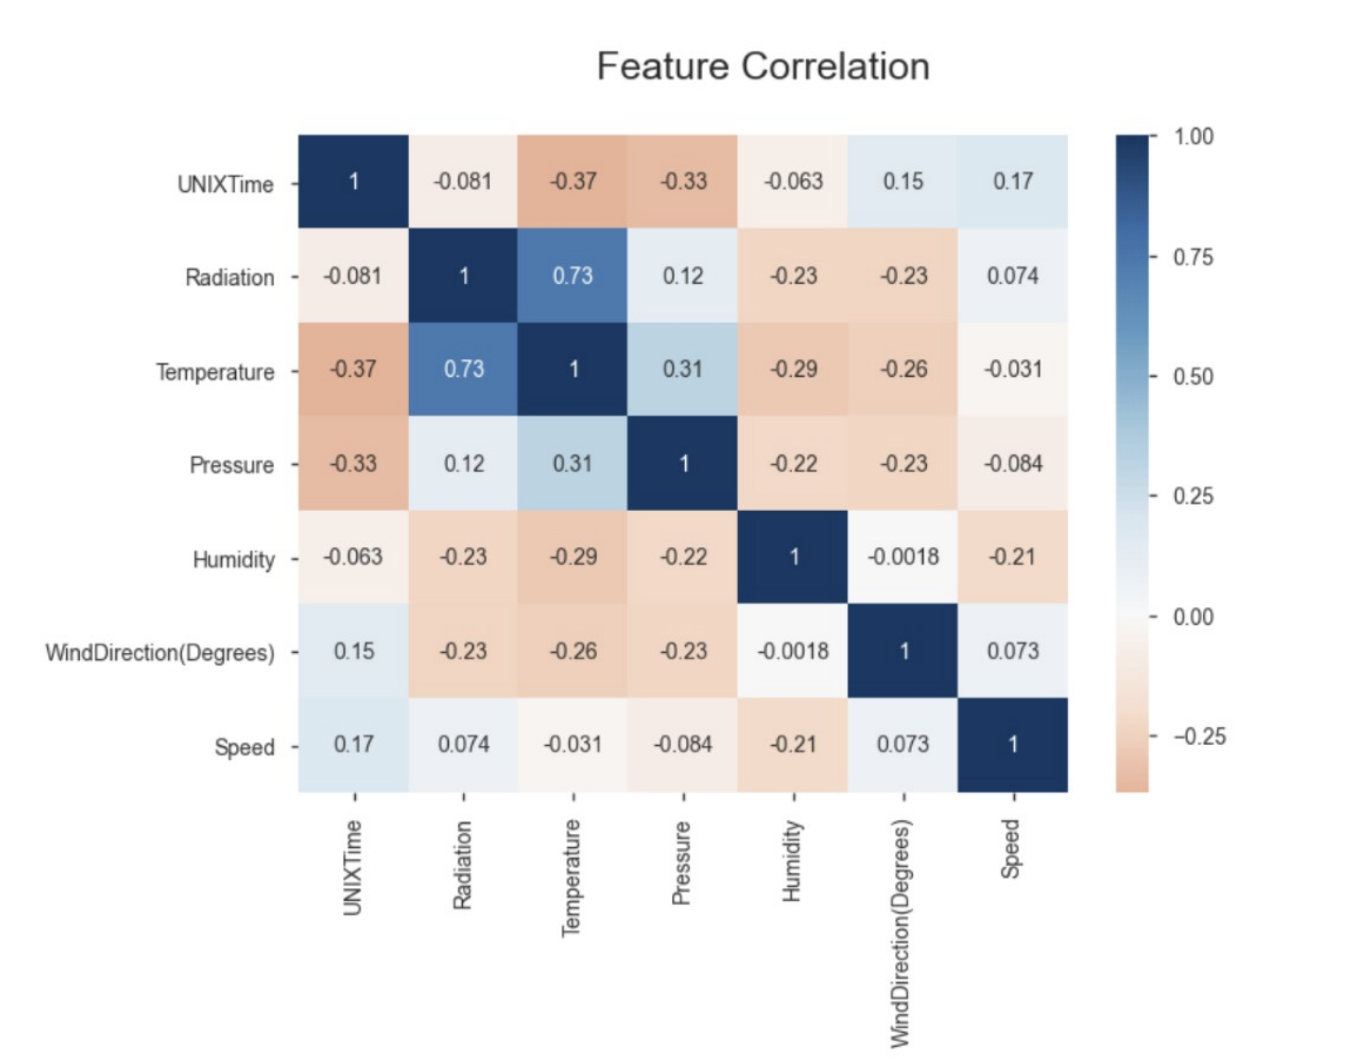 Feature Correlation
UNIXTime 1 -0.081 -0.37 -0.33 -0.063 0.15 0.17
Radiation -0.081 1 0.73 0.12 -0.23 -0.23 0.074
Temperature -0.37 0.73 1 0.31 -0.29 -0.26 -0.031
Pressure -0.33 0.12 0.31 1 -0.22 -0.23 -0.084
Humidity -0.063 -0.23 -0.29 -0.22 1 -0.0018 -0.21
WindDirection(Degrees) 0.15 -0.23 -0.26 -0.23 -0.0018 1 0.073
Speed 0.17 0.074 -0.031 -0.084 -0.21 0.073 1
UNIXTime
Radiation
Temperature
Pressure
Humidity
WindDirection(Degrees)
Speed
1.00
0.75
0.50
0.25
0.00
−0.25